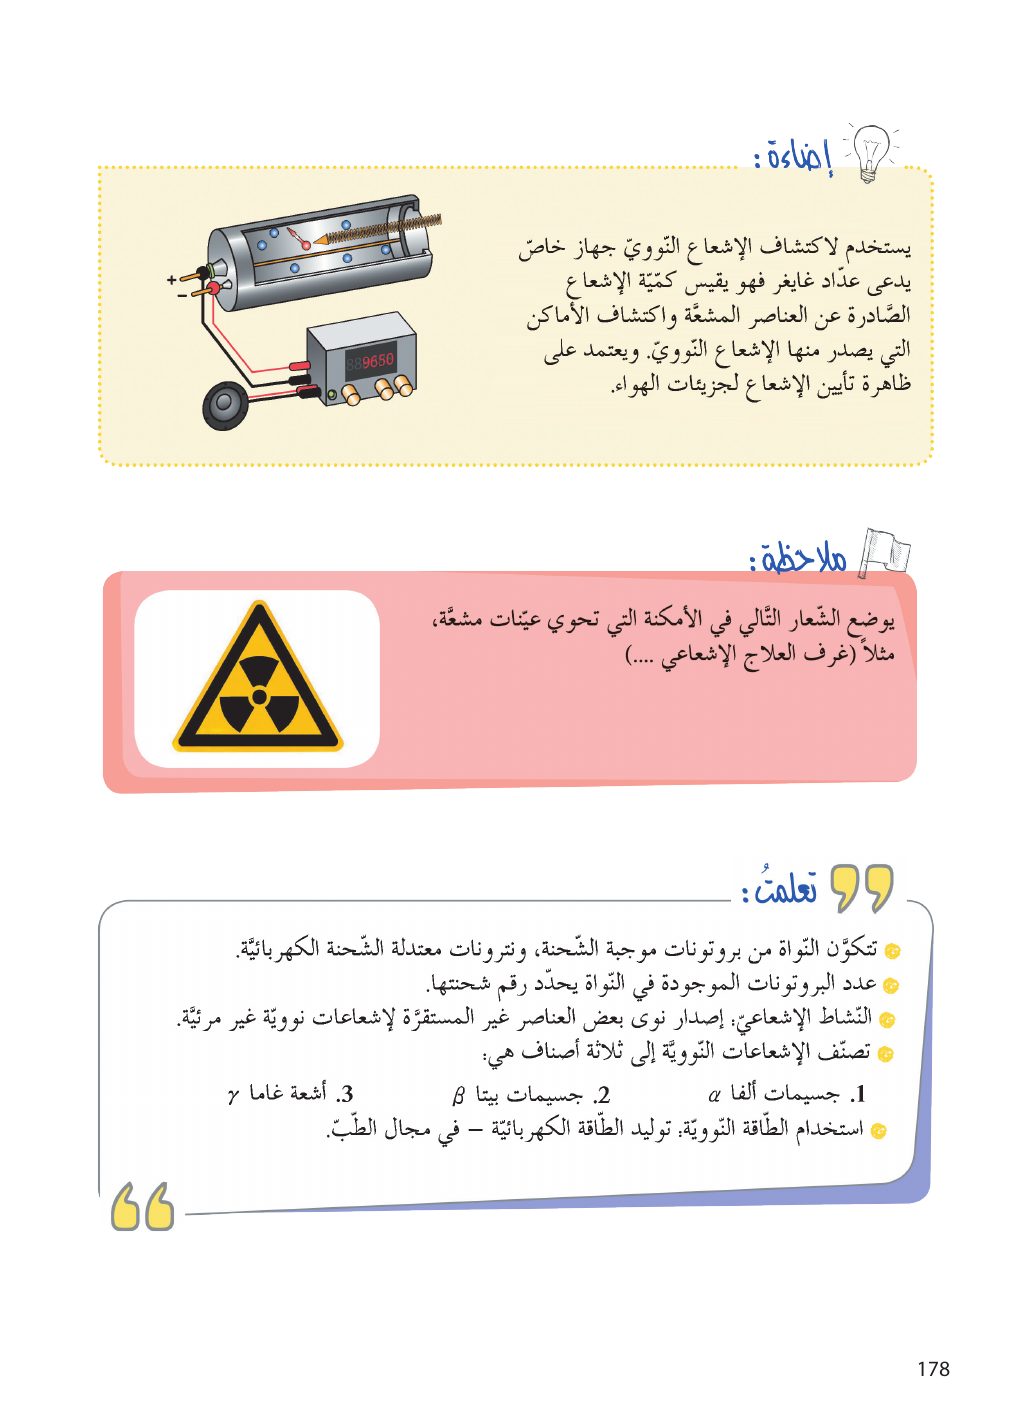 إضاءة:
يستخدم لاكتشاف الإشعاع النّوويّ جهاز خاصّ
يدعى عدّاد غايغر فهو يقيس كمّيّة الإشعاع
الصَّادرة عن العناصر المشعَّة واكتشاف الأماكن
التي يصدر منها الإشعاع النّوويّ. ويعتمد على
ظاهرة تأيين الإشعاع لجزيئات الهواء.
+
−
889650
ملاحظة:
يوضع الشّعار التَّالي في الأمكنة التي تحوي عيّنات مشعَّة،
مثلاً (غرف العلاج الإشعاعي ....)
تعلمتُ:
تتكوَّن النّواة من بروتونات موجبة الشّحنة، ونترونات معتدلة الشّحنة الكهربائيَّة.
عدد البروتونات الموجودة في النّواة يحدّد رقم شحنتها.
النّشاط الإشعاعيّ: إصدار نوى بعض العناصر غير المستقرَّة لإشعاعات نوويّة غير مرئيَّة.
تصنّف الإشعاعات النّوويَّة إلى ثلاثة أصناف هي:
1. جسيمات ألفا α 2. جسيمات بيتا β 3. أشعة غاما γ
استخدام الطّاقة النّوويّة: توليد الطّاقة الكهربائيّة – في مجال الطّبّ.
178